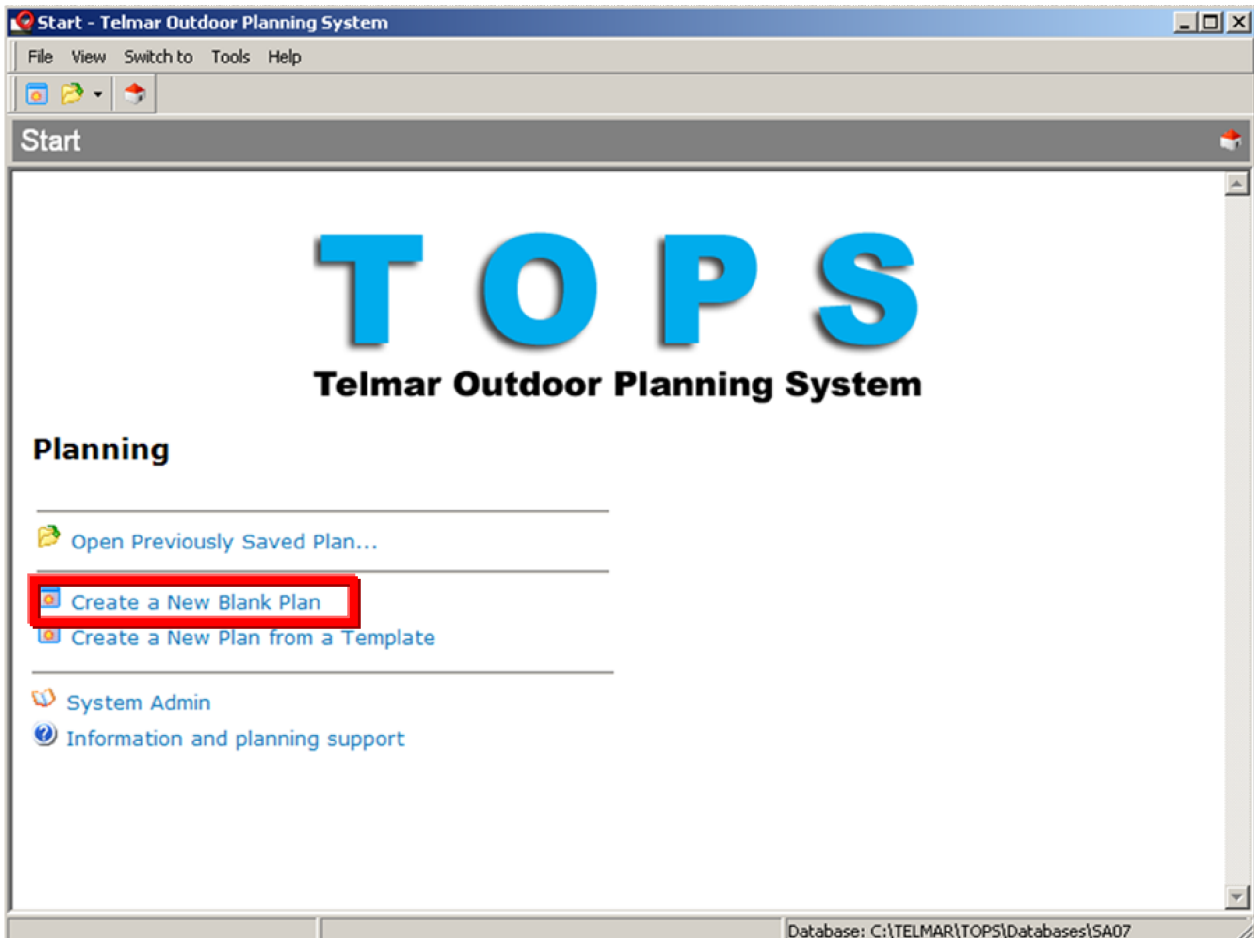 Start - Telmar Outdoor Planning System
File View Switch to Tools Help
Start
T O P S
Telmar Outdoor Planning System
Planning
Open Previously Saved Plan...
Create a New Blank Plan
Create a New Plan from a Template
System Admin
Information and planning support
Database: C:\TELMAR\TOPS\Databases\SA07